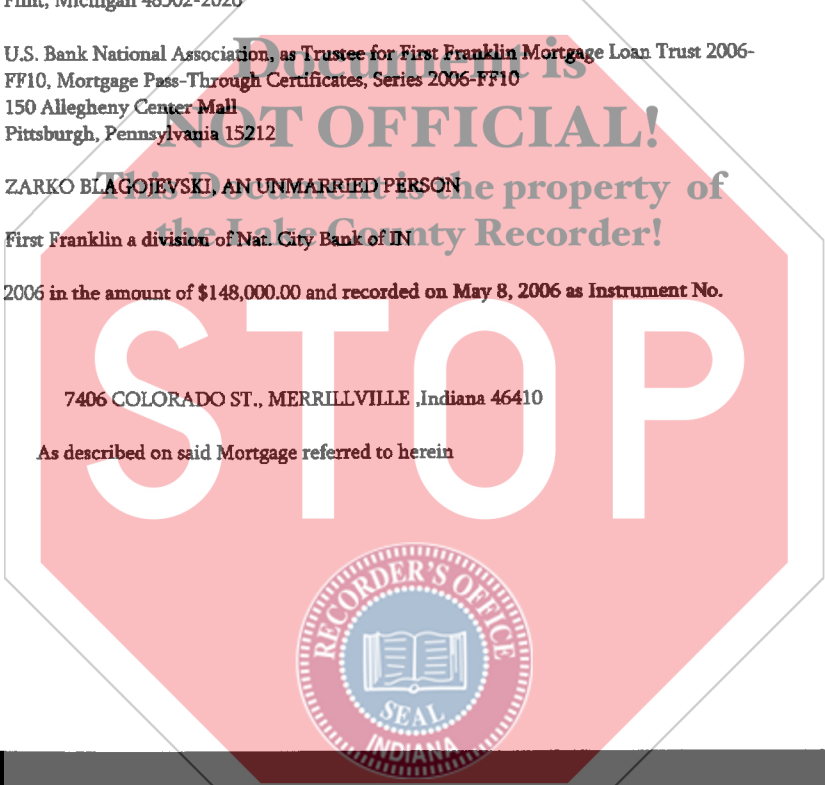 Flint, Michigan 48502-2026
U.S. Bank National Association, as Trustee for First Franklin Mortgage Loan Trust 2006-
FF10, Mortgage Pass-Through Certificates, Series 2006-FF10
150 Allegheny Center Mall
Pittsburgh, Pennsylvania 15212
ZARKO BLAGOJEVSKI, AN UNMARRIED PERSON
First Franklin a division of Nat. City Bank of IN
2006 in the amount of $148,000.00 and recorded on May 8, 2006 as Instrument No.
7406 COLORADO ST., MERRILLVILLE ,Indiana 46410
As described on said Mortgage referred to herein
Document is
NOT OFFICIAL!
This Document is the property of
the Lake County Recorder!
STOP
RECORDER'S OFFICE
SEAL
INDIANA